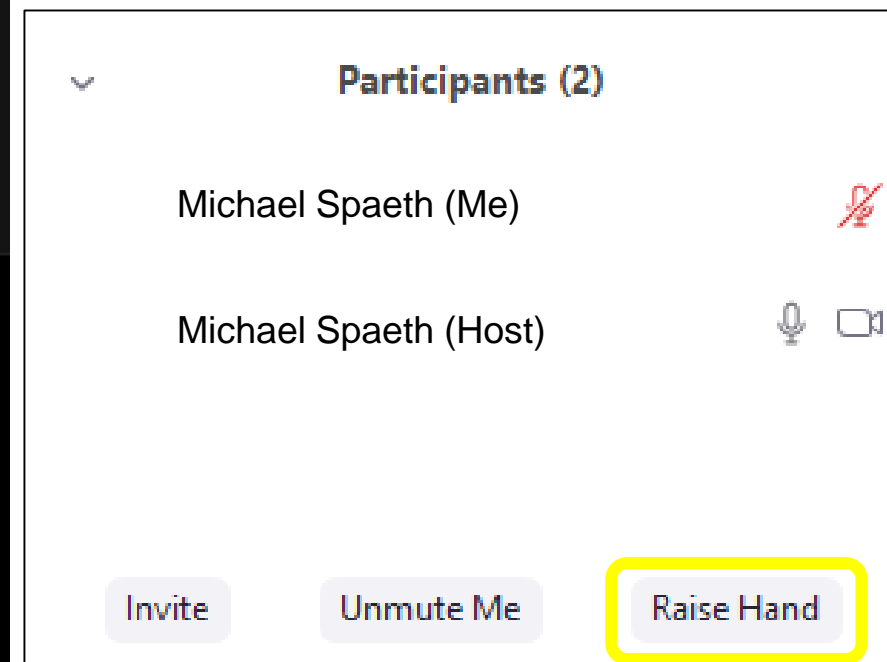 Participants (2)
Michael Spaeth (Me)
Michael Spaeth (Host)
Invite Unmute Me Raise Hand